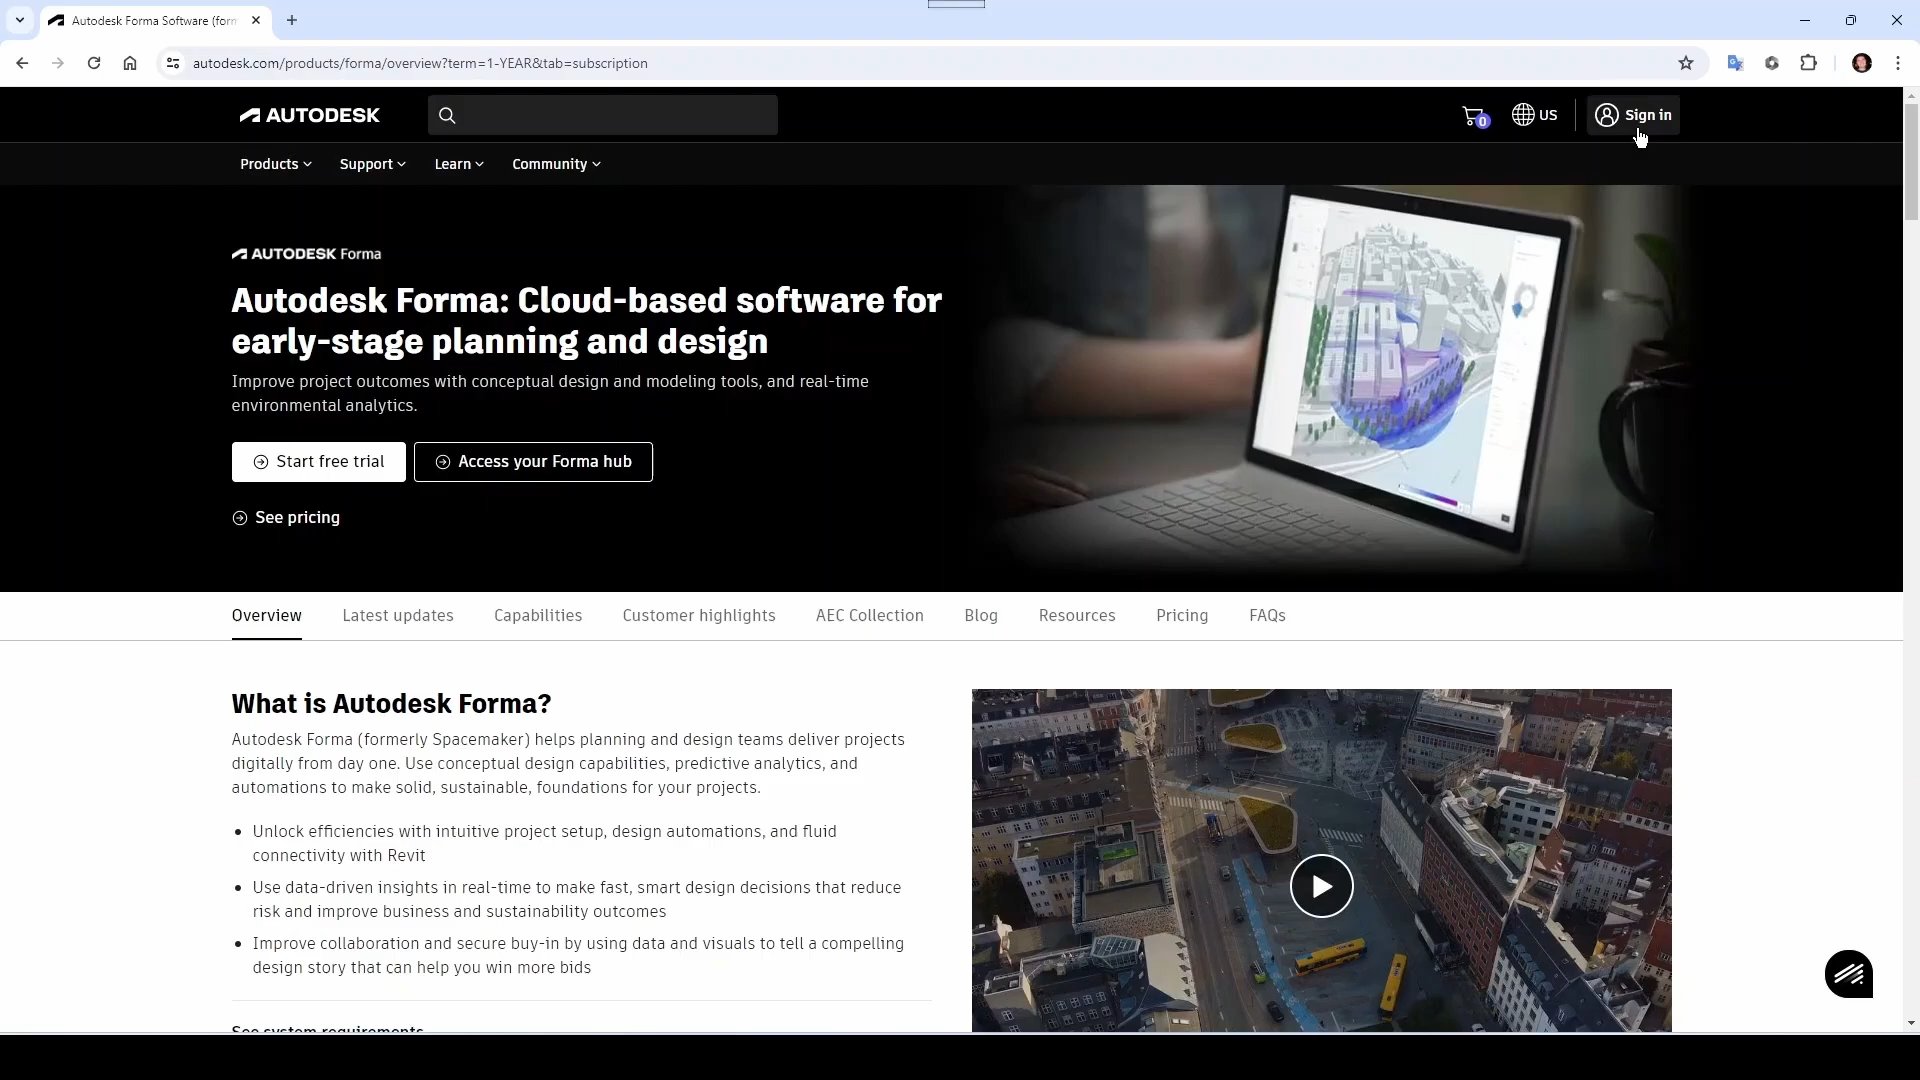 Autodesk Forma Software (form
autodesk.com/products/forma/overview?term=1-YEAR&tab=subscription
AUTODESK
0
US
Sign in
Products
Support
Learn
Community
AUTODESK Forma
Autodesk Forma: Cloud-based software for
early-stage planning and design
Improve project outcomes with conceptual design and modeling tools, and real-time
environmental analytics.
Start free trial
Access your Forma hub
See pricing
Overview
Latest updates
Capabilities
Customer highlights
AEC Collection
Blog
Resources
Pricing
FAQs
What is Autodesk Forma?
Autodesk Forma (formerly Spacemaker) helps planning and design teams deliver projects
digitally from day one. Use conceptual design capabilities, predictive analytics, and
automations to make solid, sustainable, foundations for your projects.
Unlock efficiencies with intuitive project setup, design automations, and fluid
connectivity with Revit
Use data-driven insights in real-time to make fast, smart design decisions that reduce
risk and improve business and sustainability outcomes
Improve collaboration and secure buy-in by using data and visuals to tell a compelling
design story that can help you win more bids
See system requirements